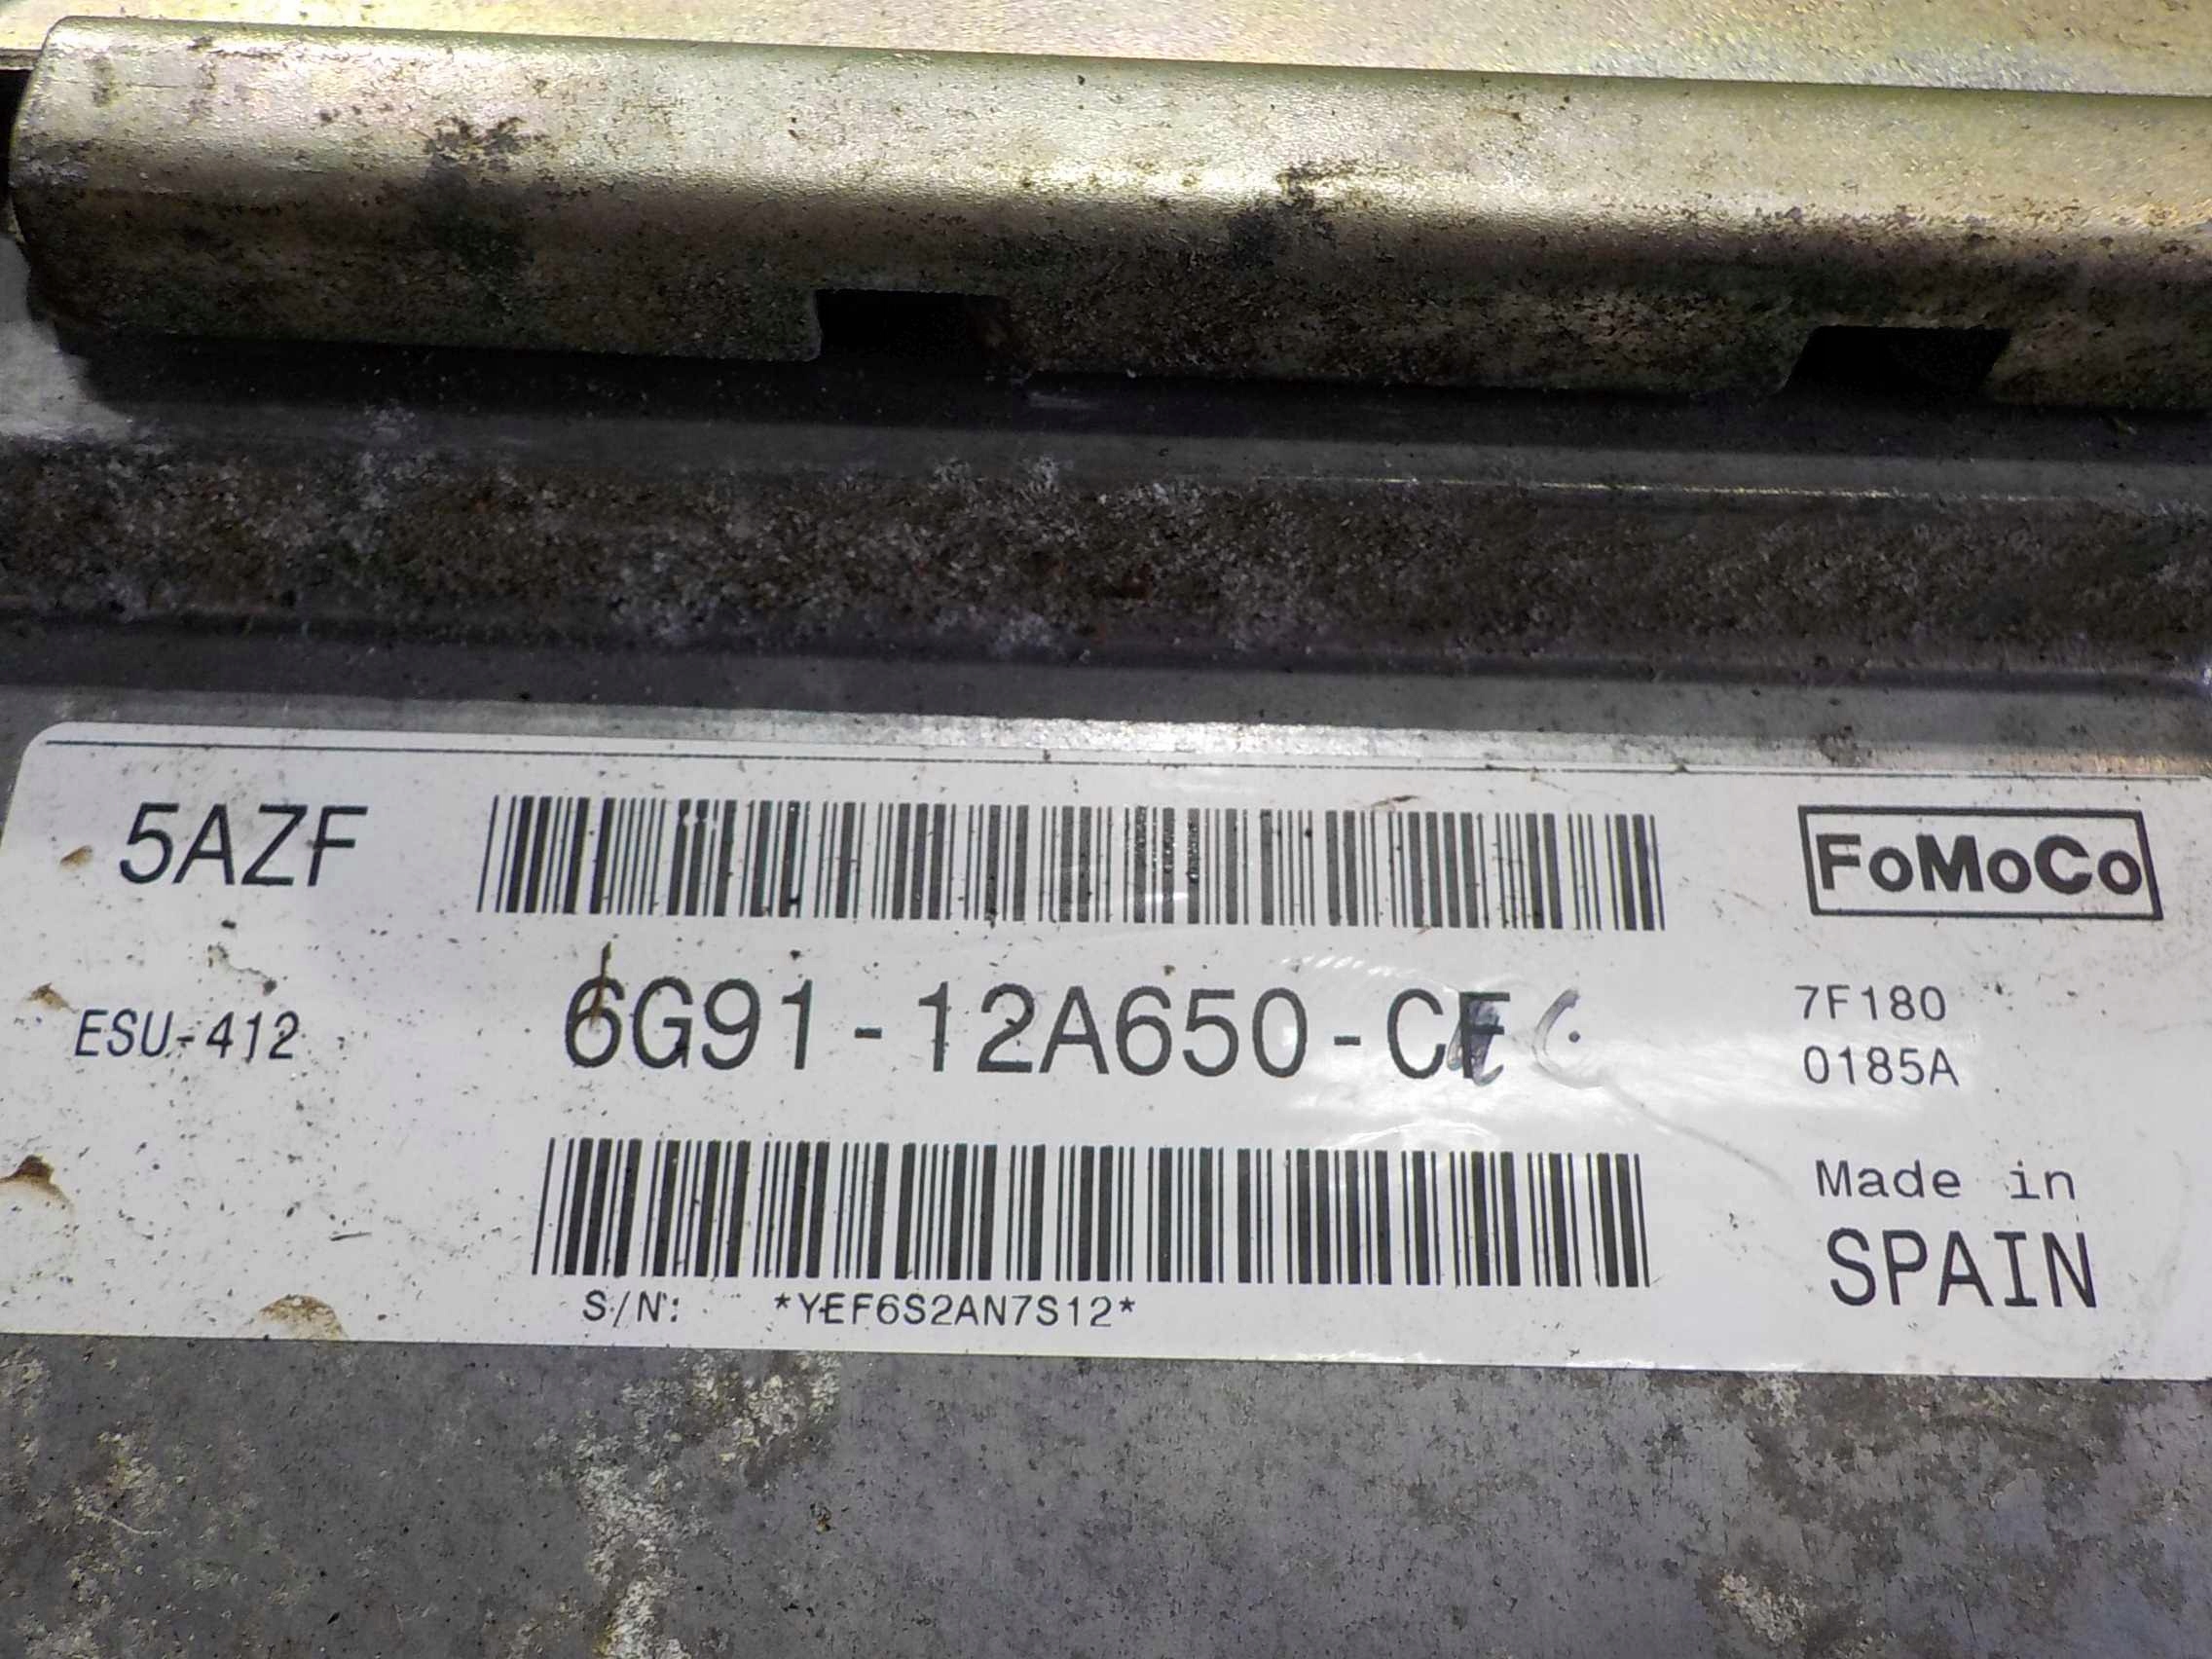 5AZF
FoMoCo
ESU-412
6G91-12A650-CF
7F180
0185A
Made in
SPAIN
S/N: *YEF6S2AN7S12*